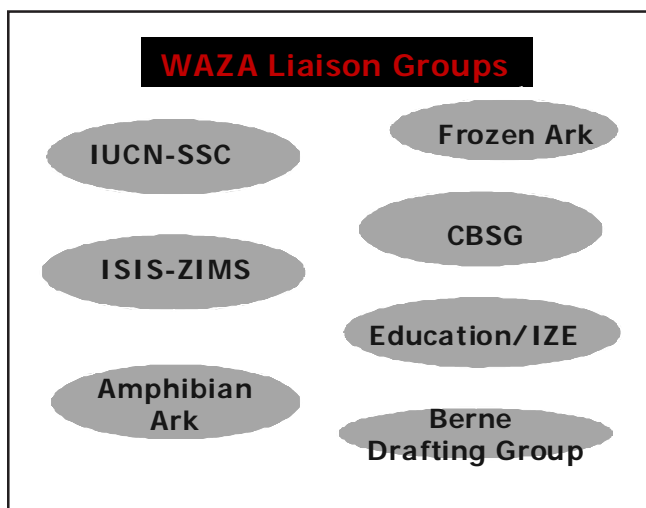 WAZA Liaison Groups
IUCN-SSC
ISIS-ZIMS
Amphibian
Ark
Frozen Ark
CBSG
Education/IZE
Berne
Drafting Group